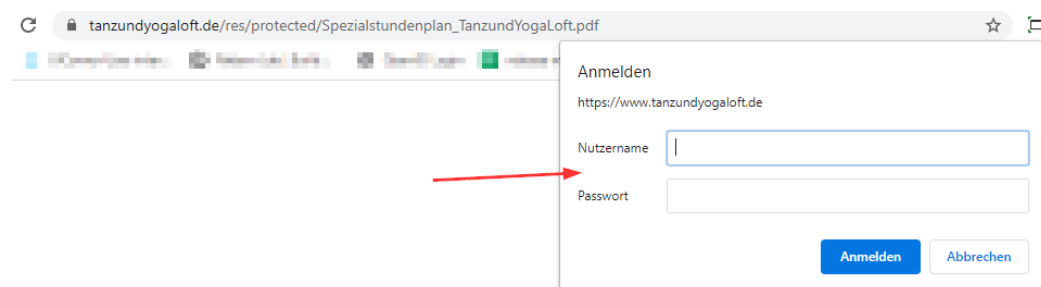 tanzundyogaloft.de/res/protected/Spezialstundenplan_TanzundYogaLoft.pdf
Anmelden
https://www.tanzundyogaloft.de
Nutzername
Passwort
Anmelden Abbrechen